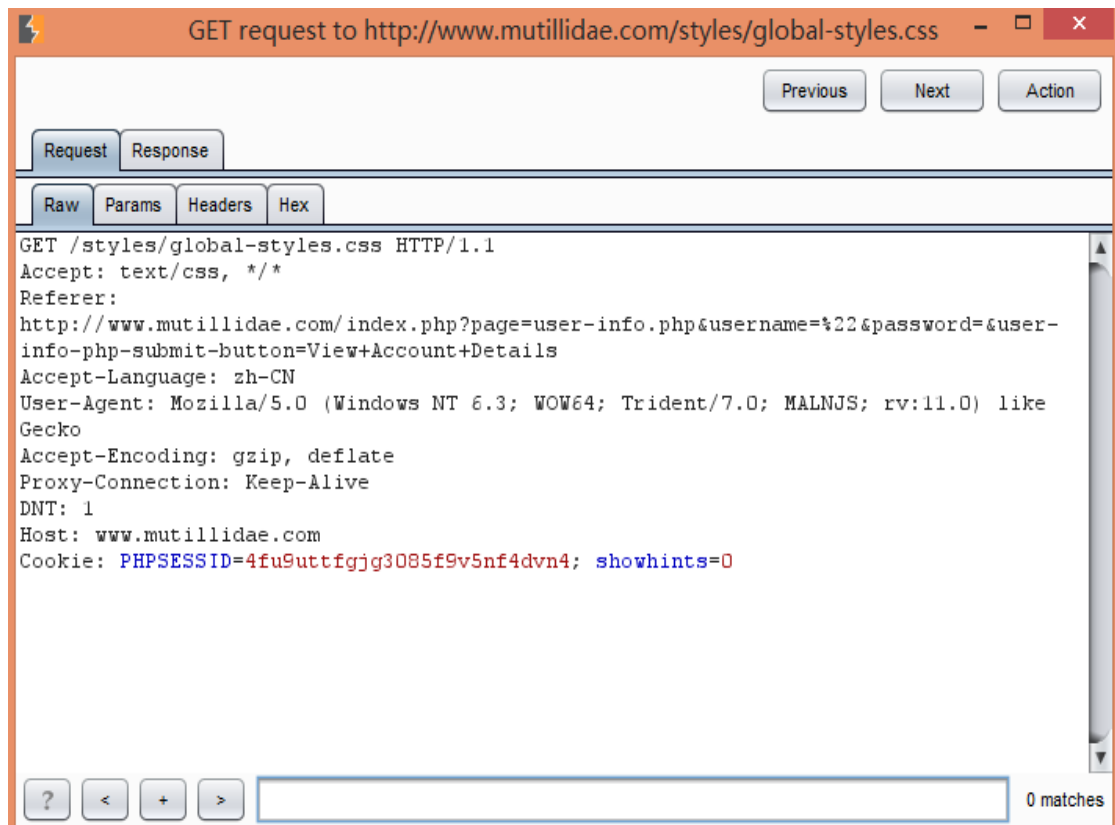 GET request to http://www.mutillidae.com/styles/global-styles.css
Previous Next Action
Request Response
Raw Params Headers Hex
GET /styles/global-styles.css HTTP/1.1
Accept: text/css, */*
Referer:
http://www.mutillidae.com/index.php?page=user-info.php&username=%22&password=&user-
info-php-submit-button=View+Account+Details
Accept-Language: zh-CN
User-Agent: Mozilla/5.0 (Windows NT 6.3; WOW64; Trident/7.0; MALNJS; rv:11.0) like
Gecko
Accept-Encoding: gzip, deflate
Proxy-Connection: Keep-Alive
DNT: 1
Host: www.mutillidae.com
Cookie: PHPSESSID=4fu9uttfgjg3085f9v5nf4dvn4; showhints=0
? < + > 0 matches